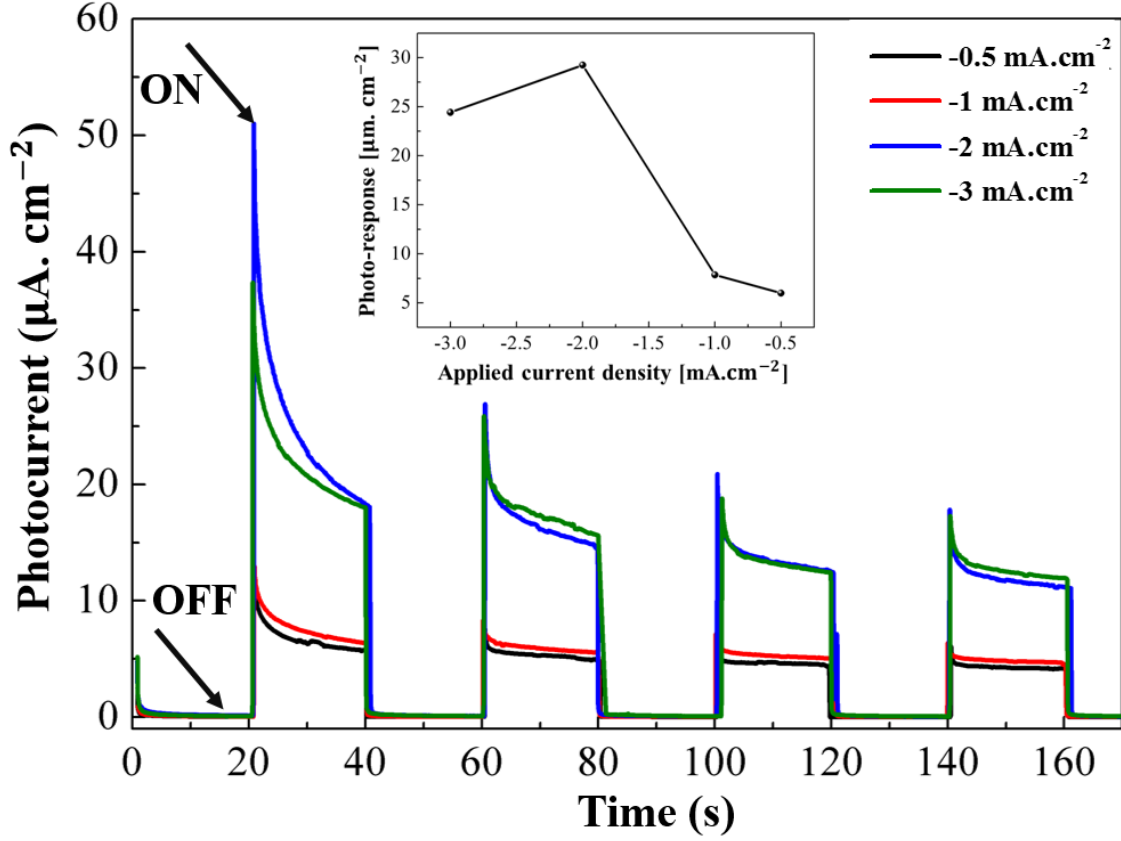 60
50
40
30
20
10
0
Photocurrent (µA. cm⁻²)
ON
OFF
30
25
20
15
10
5
Photo-response [µm. cm⁻²]
-3.0 -2.5 -2.0 -1.5 -1.0 -0.5
Applied current density [mA.cm⁻²]
-0.5 mA.cm⁻²
-1 mA.cm⁻²
-2 mA.cm⁻²
-3 mA.cm⁻²
0 20 40 60 80 100 120 140 160
Time (s)